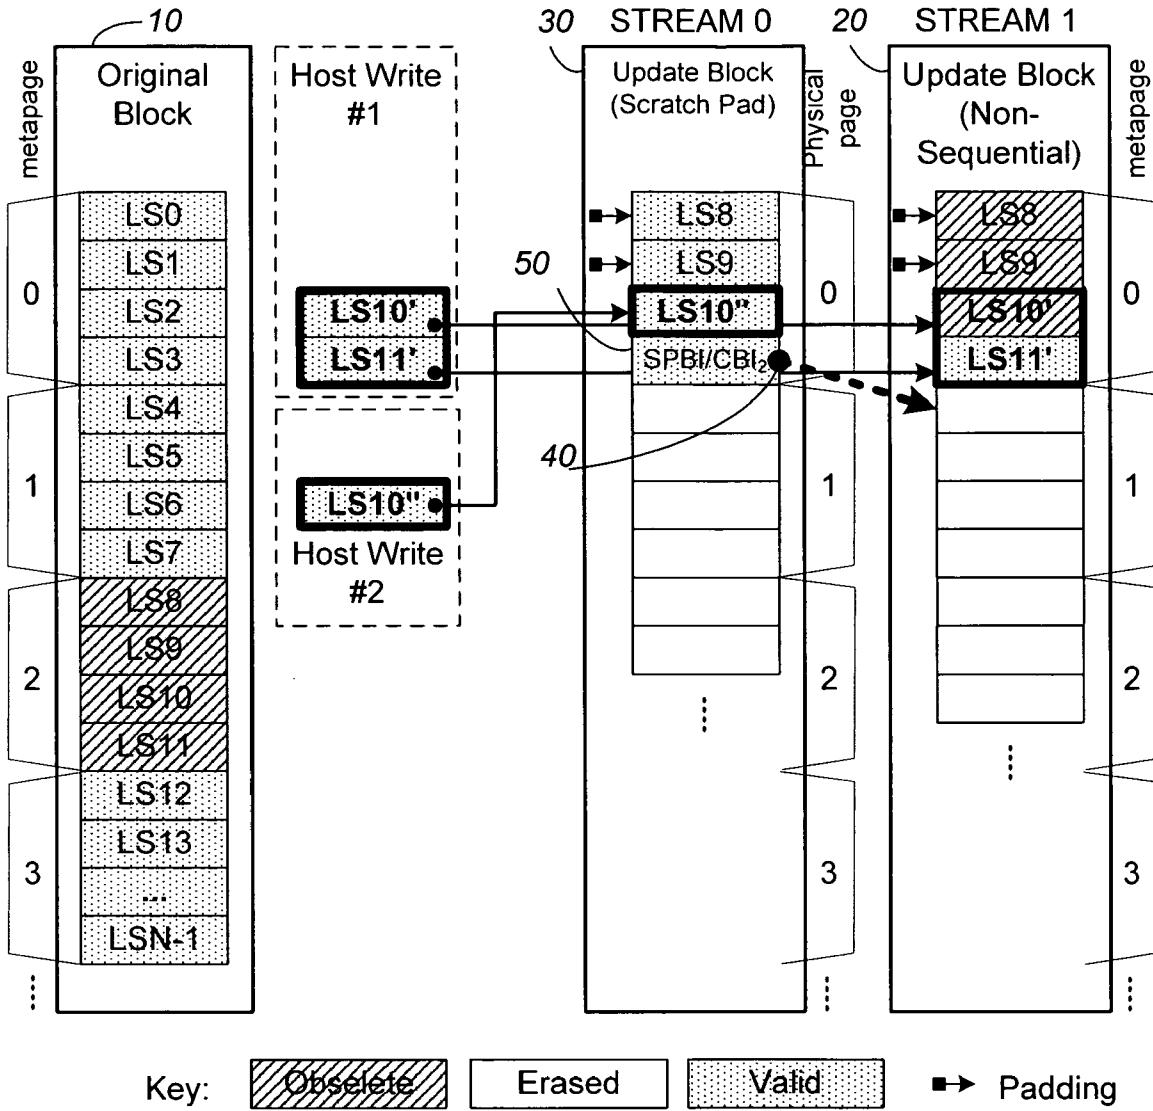 10
30
STREAM 0
20
STREAM 1
metapage
Original
Block
Host Write
#1
Update Block
(Scratch Pad)
Physical
page
Update Block
(Non-
Sequential)
metapage
LS0
LS1
LS2
LS3
LS4
LS5
LS6
LS7
LS8
LS9
LS10
LS11
LS12
LS13
...
LSN-1
0
1
2
3
LS10'
LS11'
LS10"
Host Write
#2
LS8
LS9
LS10"
SPBI/CBI2
50
40
0
1
2
3
LS8
LS9
LS10'
LS11'
0
1
2
3
Key:
Obselete
Erased
Valid
Padding